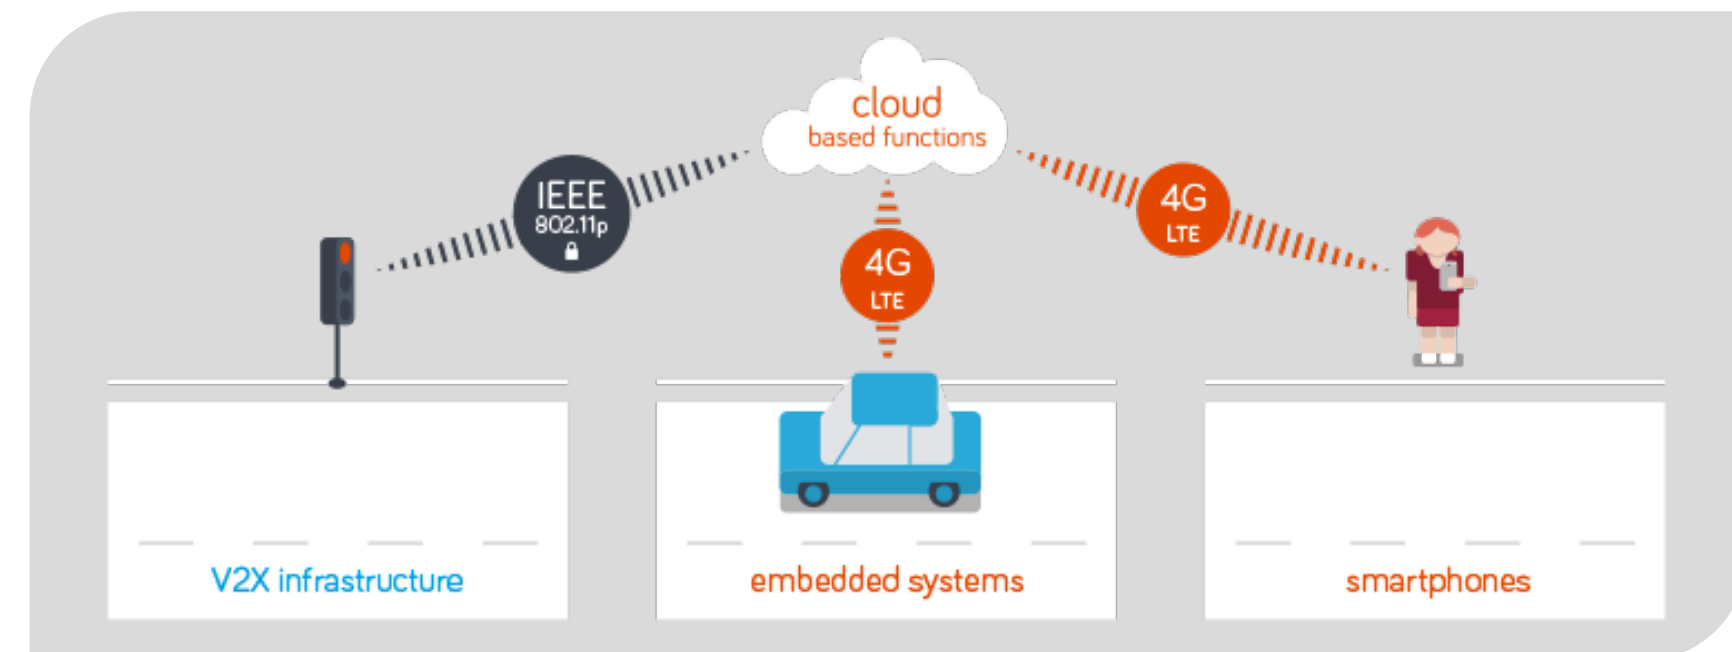 cloud
based functions
IEEE
802.11p
4G
LTE
4G
LTE
V2X infrastructure
embedded systems
smartphones